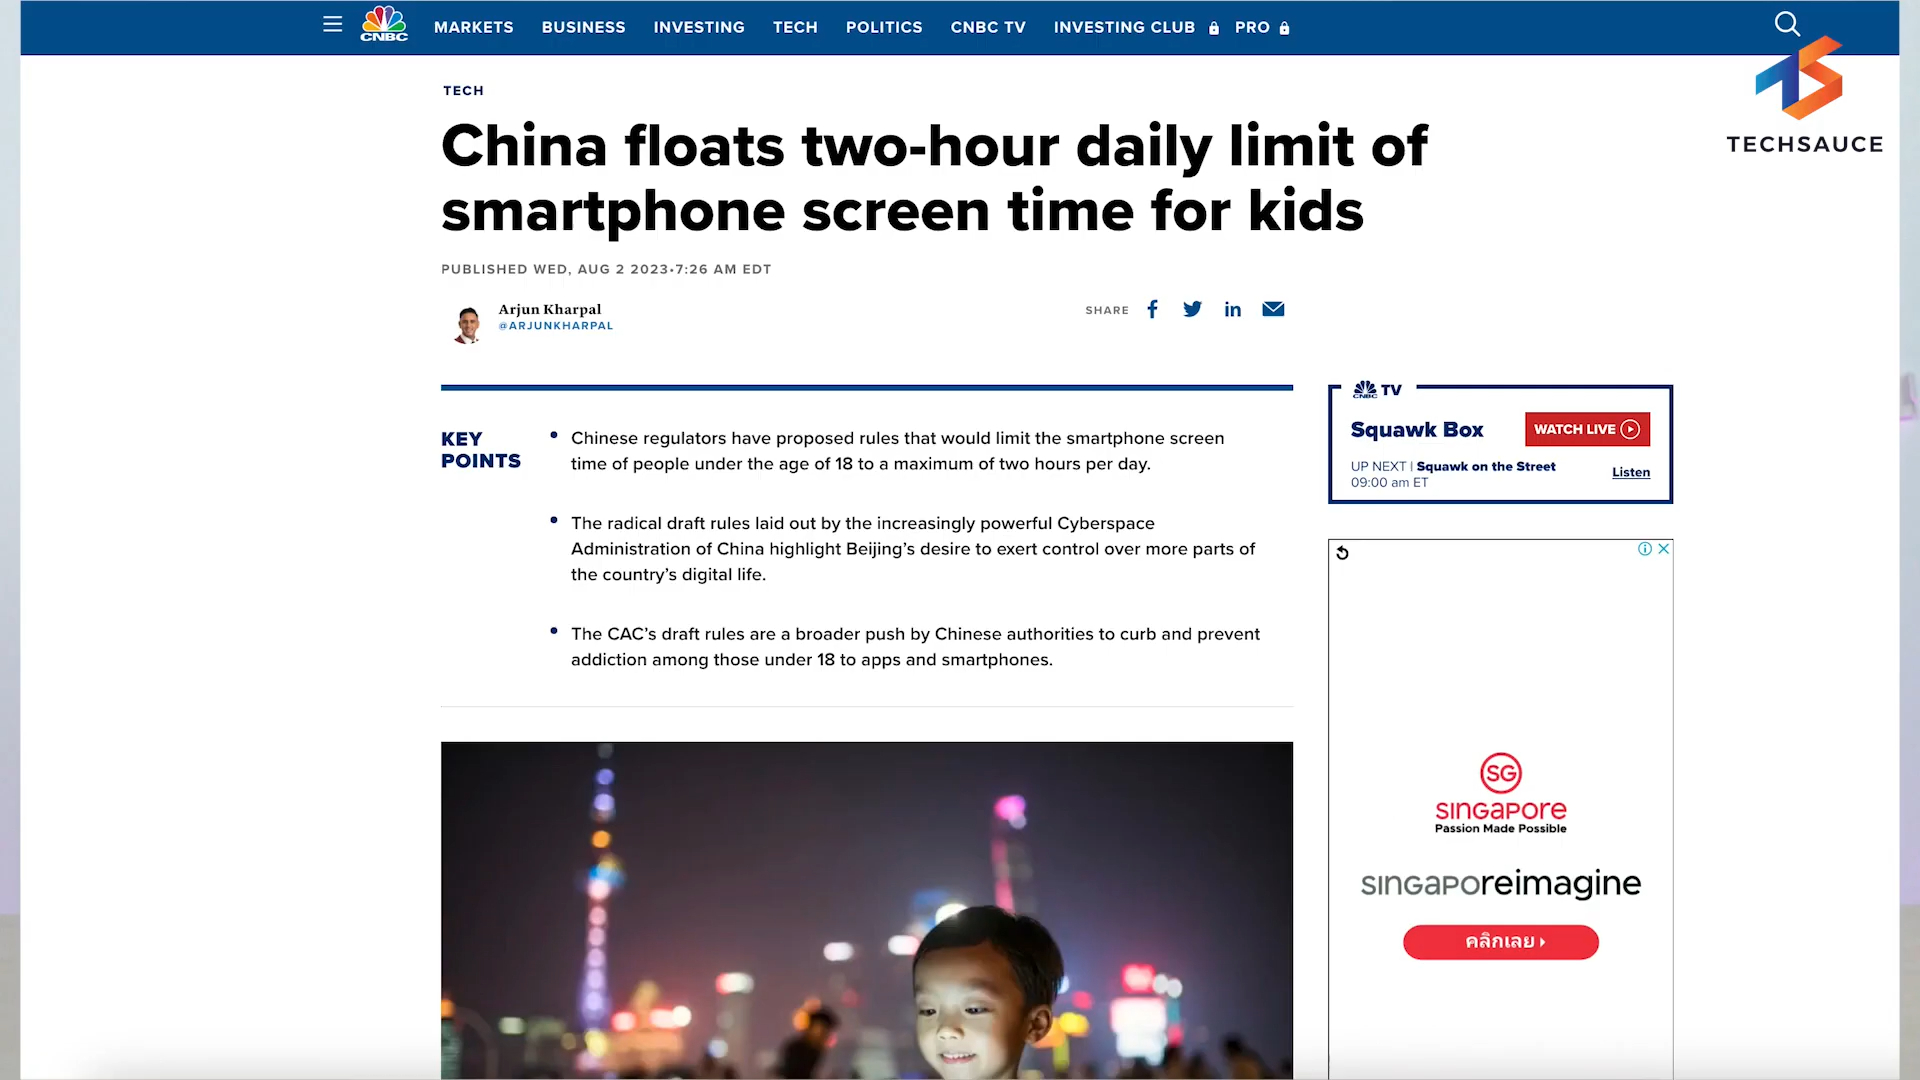 CNBC
MARKETS BUSINESS INVESTING TECH POLITICS CNBC TV INVESTING CLUB PRO
TECHSAUCE
TECH
China floats two-hour daily limit of
smartphone screen time for kids
PUBLISHED WED, AUG 2 2023•7:26 AM EDT
Arjun Kharpal
@ARJUNKHARPAL
SHARE
KEY
POINTS
• Chinese regulators have proposed rules that would limit the smartphone screen
time of people under the age of 18 to a maximum of two hours per day.
• The radical draft rules laid out by the increasingly powerful Cyberspace
Administration of China highlight Beijing’s desire to exert control over more parts of
the country’s digital life.
• The CAC’s draft rules are a broader push by Chinese authorities to curb and prevent
addiction among those under 18 to apps and smartphones.
CNBC TV
Squawk Box
WATCH LIVE
UP NEXT | Squawk on the Street
09:00 am ET
Listen
SG
SINGAPORE
Passion Made Possible
SINGAPOREimagine
คลิกเลย